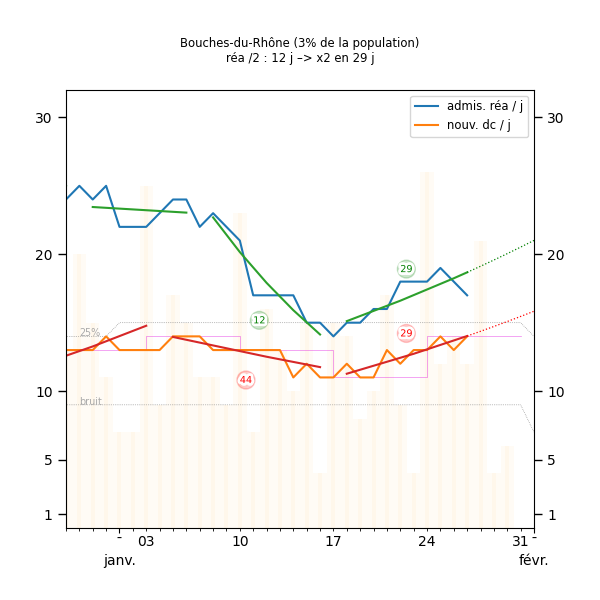 Bouches-du-Rhône (3% de la population)
réa /2 : 12 j –> x2 en 29 j
admis. réa / j
nouv. dc / j
30
30
29
20
20
12
25%
29
44
10
10
bruit
5
5
1
1
03
10
17
24
31
janv.
févr.